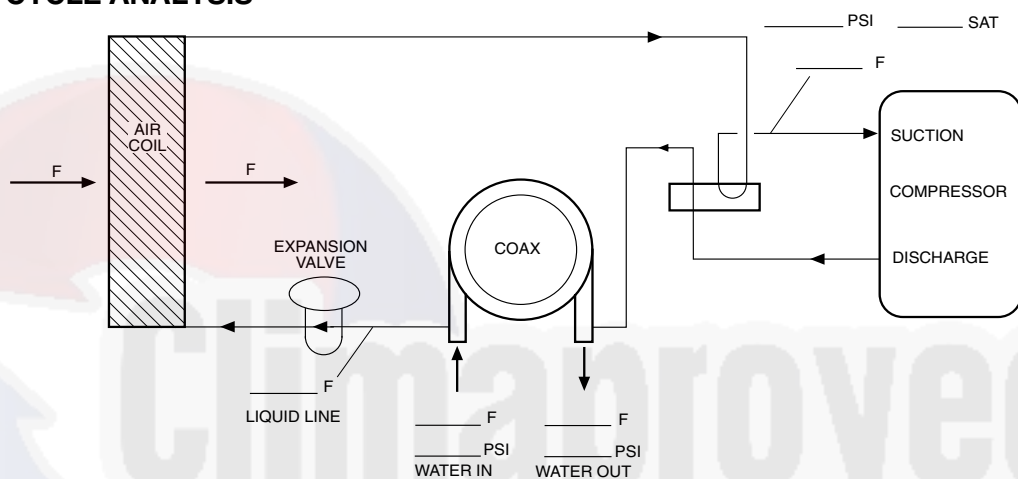 CYCLE ANALYSIS
PSI SAT
F
AIR
COIL
SUCTION
F F
COMPRESSOR
EXPANSION
VALVE
COAX
DISCHARGE
F
LIQUID LINE
F F
PSI PSI
WATER IN WATER OUT
Climaproved